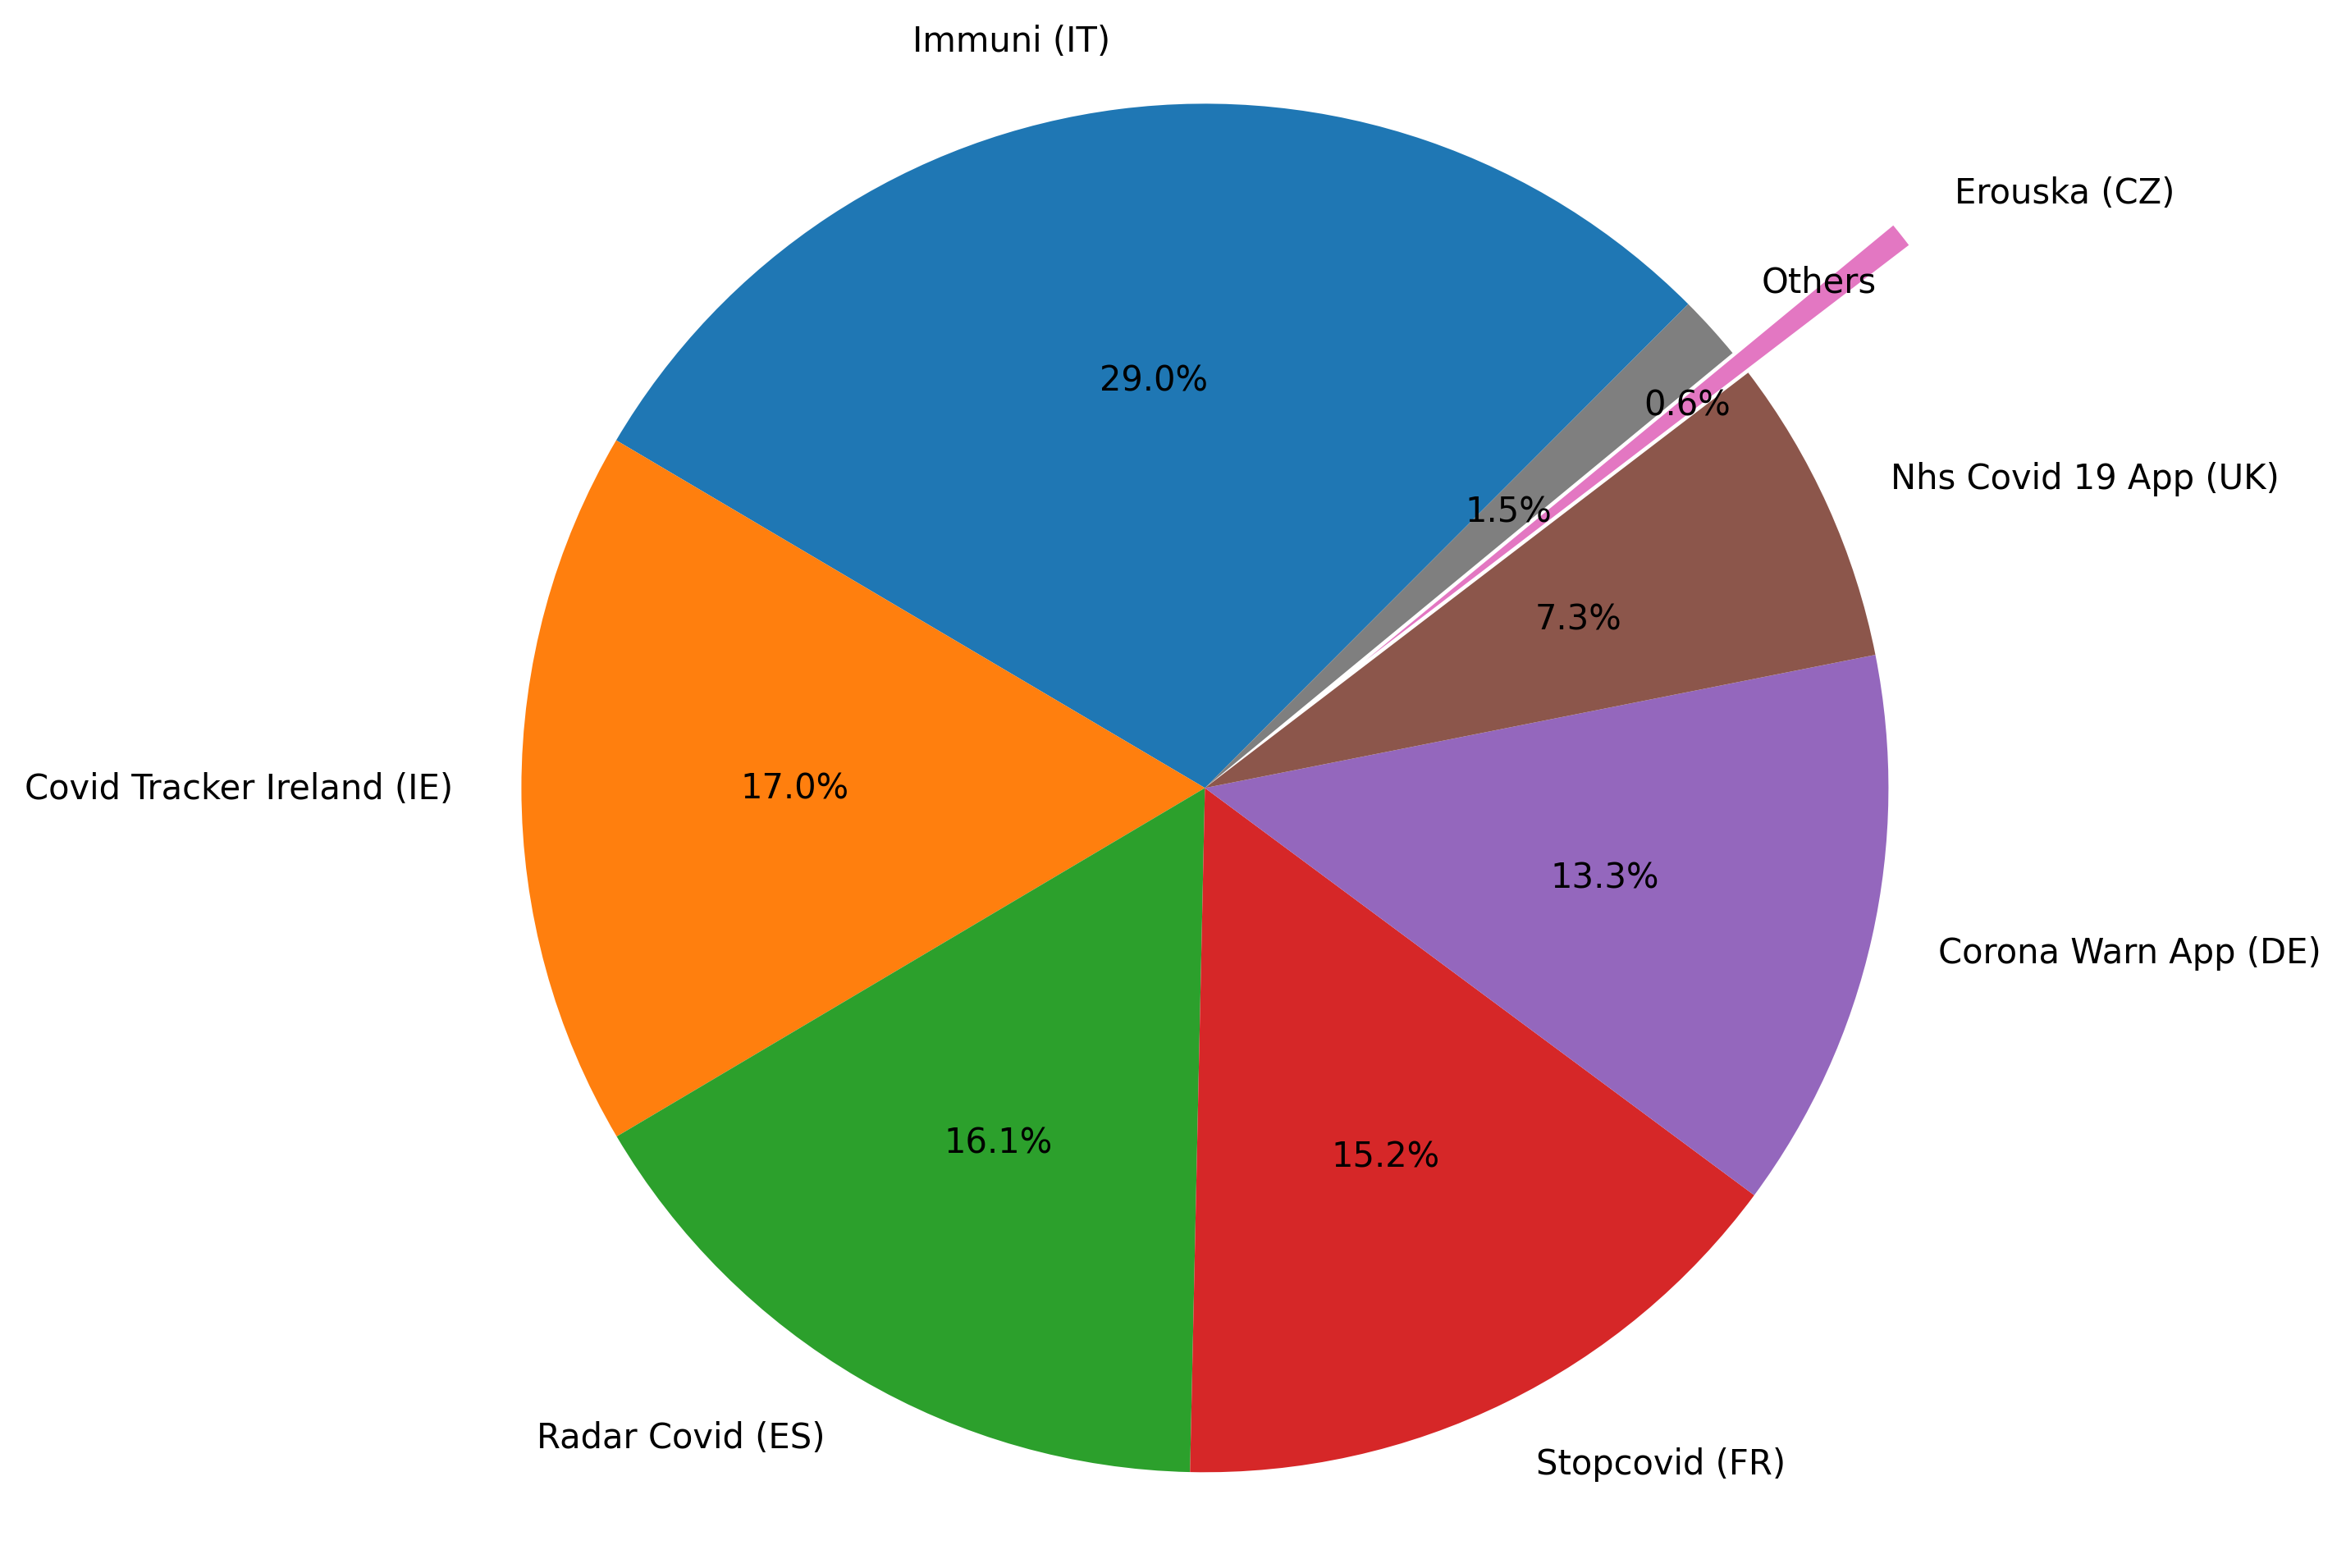 Immuni (IT)
Erouska (CZ)
Others
29.0%
0.6%
Nhs Covid 19 App (UK)
1.5%
7.3%
Covid Tracker Ireland (IE)
17.0%
13.3%
Corona Warn App (DE)
16.1%
15.2%
Radar Covid (ES)
Stopcovid (FR)